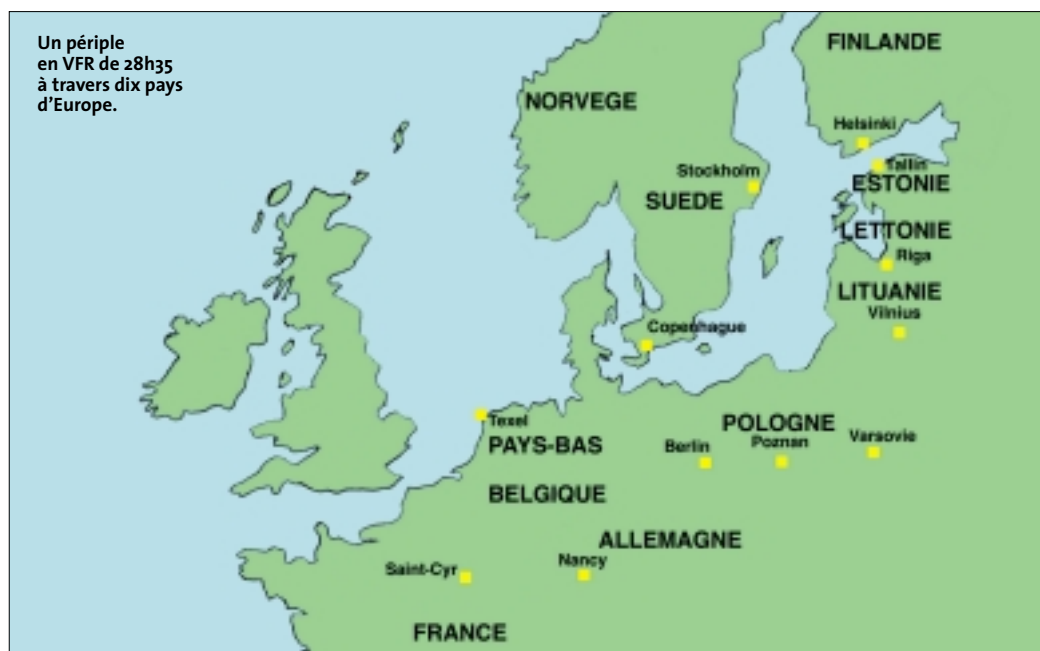 Un périple
en VFR de 28h35
à travers dix pays
d'Europe.
FINLANDE
NORVEGE
Helsinki
Stockholm
Tallin
ESTONIE
SUEDE
LETTONIE
Riga
LITUANIE
Vilnius
Copenhague
Texel
POLOGNE
PAYS-BAS
Berlin
Poznan
Varsovie
BELGIQUE
ALLEMAGNE
Saint-Cyr
Nancy
FRANCE